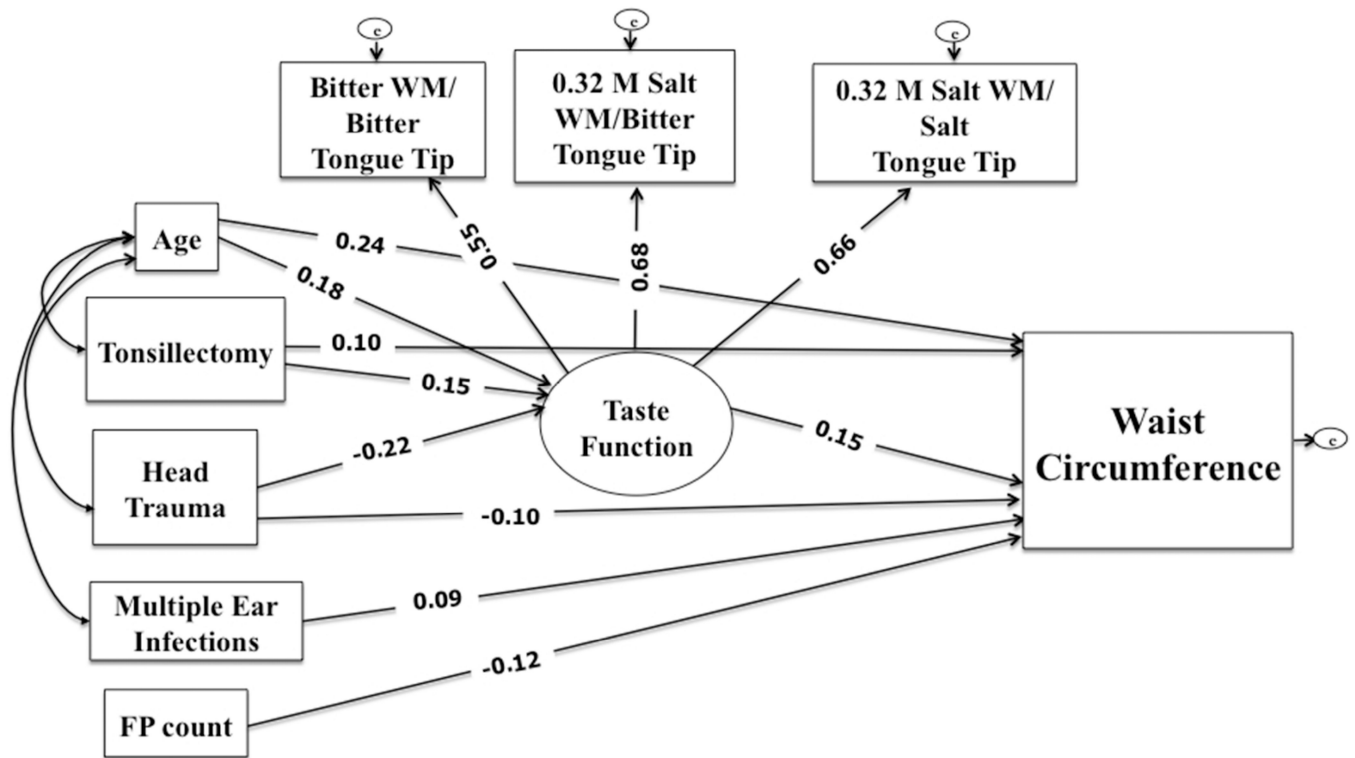 c
c
c
Bitter WM/
Bitter
Tongue Tip
0.32 M Salt
WM/Bitter
Tongue Tip
0.32 M Salt WM/
Salt
Tongue Tip
Age
0.24
0.18
0.55
0.68
0.66
Tonsillectomy
0.10
0.15
Taste
Function
0.15
Waist
Circumference
c
Head
Trauma
-0.22
-0.10
Multiple Ear
Infections
0.09
-0.12
FP count